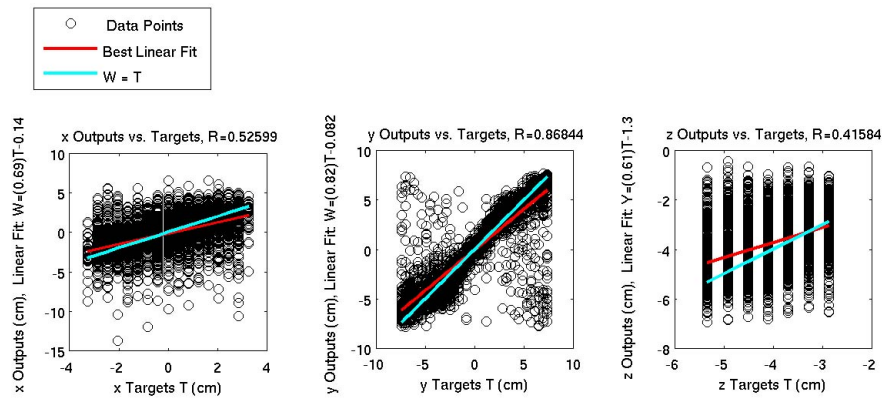 Data Points
Best Linear Fit
W = T
x Outputs vs. Targets, R=0.52599
x Outputs (cm),  Linear Fit: W=(0.69)T-0.14
10
5
0
-5
-10
-15
-4
-2
0
2
4
x Targets T (cm)
y Outputs vs. Targets, R=0.86844
y Outputs (cm), Linear Fit: W=(0.82)T-0.082
10
5
0
-5
-10
-10
-5
0
5
10
y Targets T (cm)
z Outputs vs. Targets, R=0.41584
z Outputs (cm),  Linear Fit: Y=(0.61)T-1.3
0
-2
-4
-6
-8
-6
-5
-4
-3
-2
z Targets T (cm)